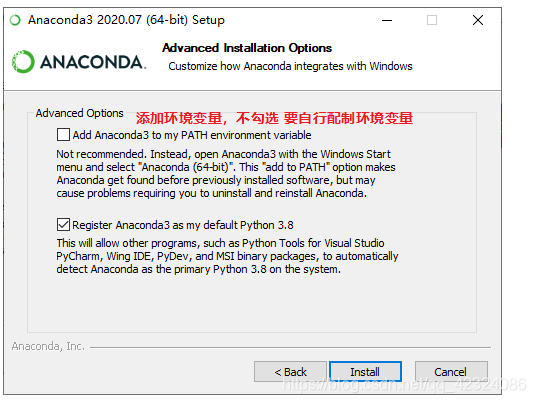 Anaconda3 2020.07 (64-bit) Setup
Advanced Installation Options
Customize how Anaconda integrates with Windows
ANACONDA.
Advanced Options
添加环境变量，不勾选 要自行配制环境变量
Add Anaconda3 to my PATH environment variable
Not recommended. Instead, open Anaconda3 with the Windows Start
menu and select "Anaconda (64-bit)". This "add to PATH" option makes
Anaconda get found before previously installed software, but may
cause problems requiring you to uninstall and reinstall Anaconda.
Register Anaconda3 as my default Python 3.8
This will allow other programs, such as Python Tools for Visual Studio
PyCharm, Wing IDE, PyDev, and MSI binary packages, to automatically
detect Anaconda as the primary Python 3.8 on the system.
Anaconda, Inc.
< Back
Install
Cancel
https://blog.csdn.net/qq_42324086